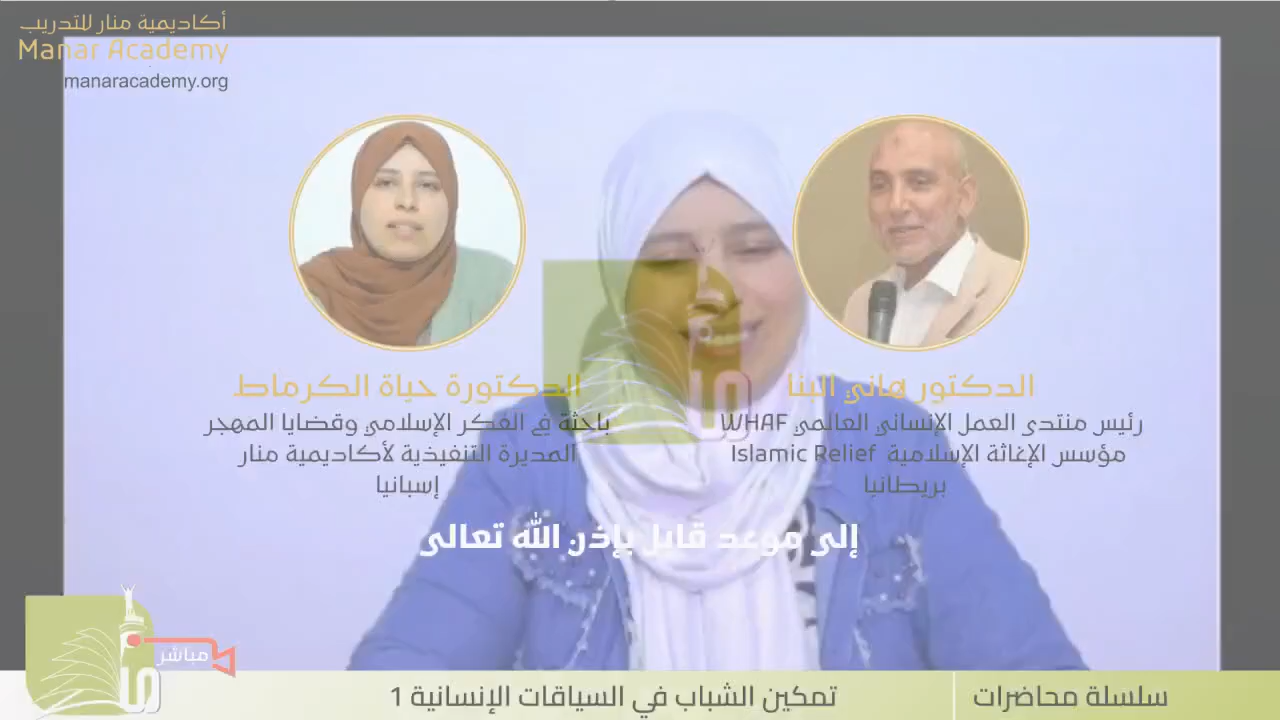 أكاديمية منار للتدريب
Manar Academy
manaracademy.org
الدكتور هاني البنا
رئيس منتدى العمل الإنساني العالمي WHAF
مؤسس الإغاثة الإسلامية Islamic Relief
بريطانيا
الدكتورة حياة الكرماط
باحثة في الفكر الإسلامي وقضايا المهجر
المديرة التنفيذية لأكاديمية منار
إسبانيا
إلى موعد قابل بإذن الله تعالى
مباشر
سلسلة محاضرات
تمكين الشباب في السياقات الإنسانية 1